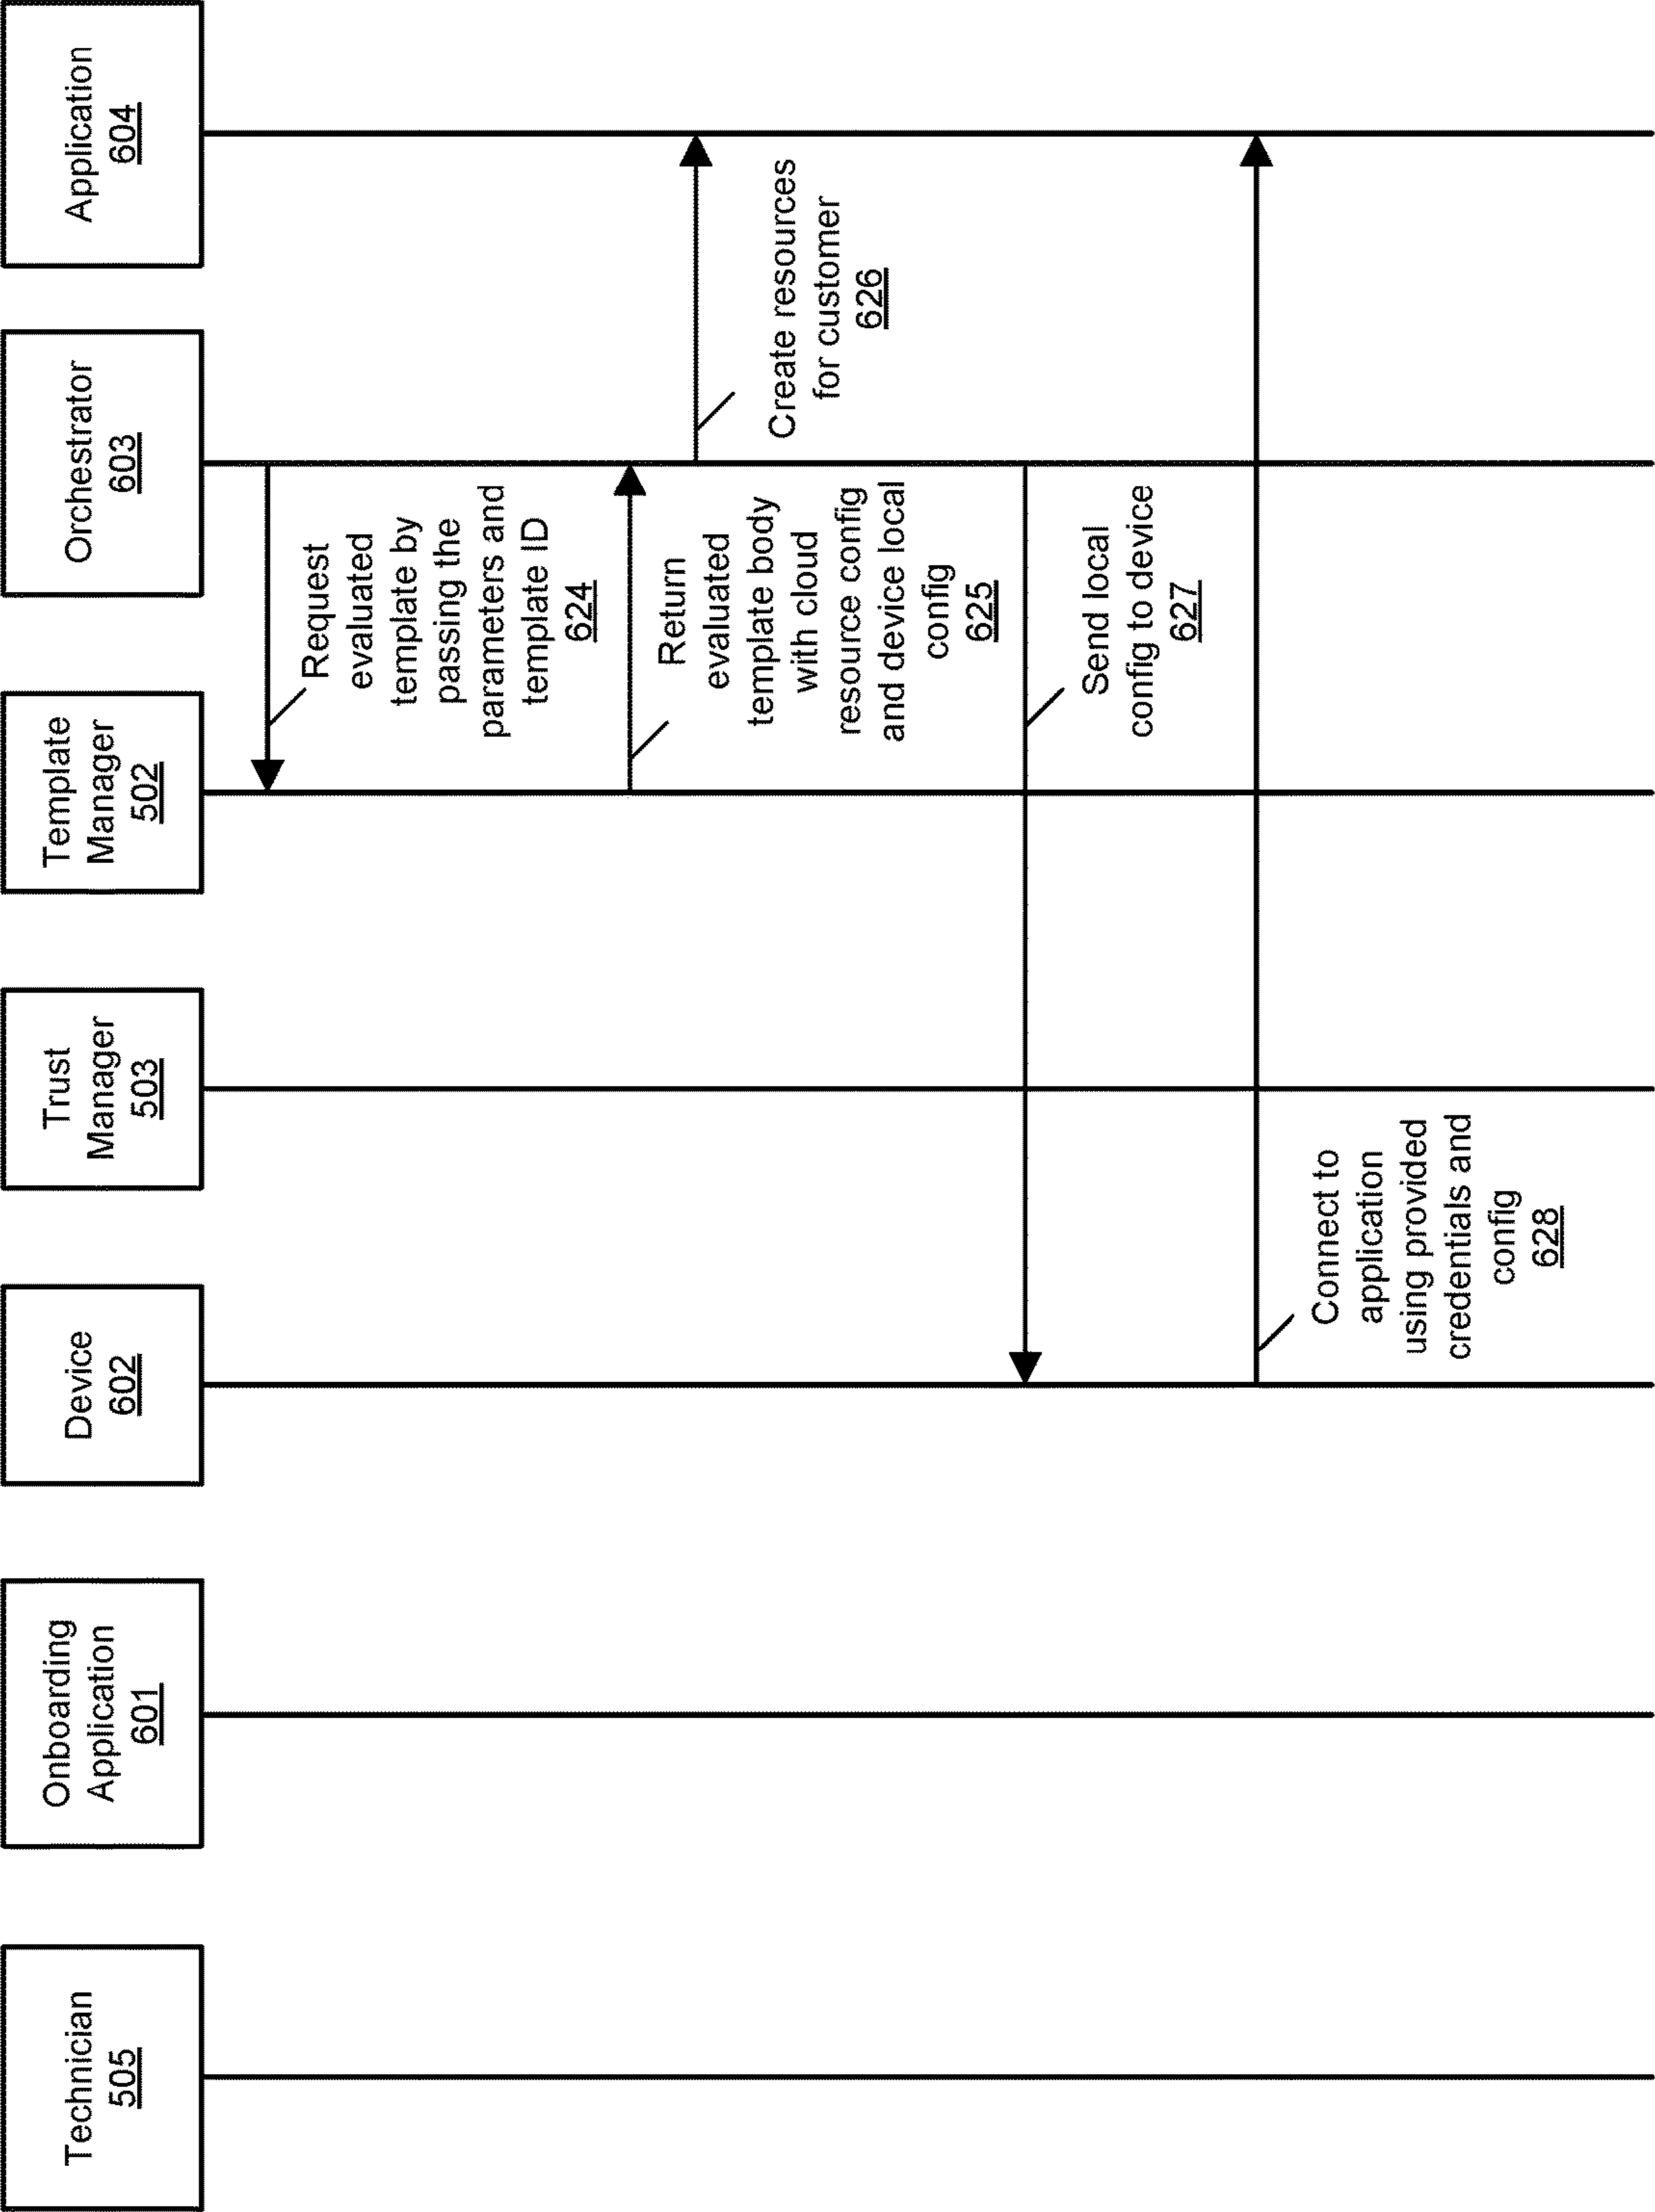 Technician
505
Onboarding
Application
601
Device
602
Trust
Manager
503
Template
Manager
502
Orchestrator
603
Application
604
Request
evaluated
template by
passing the
parameters and
template ID
624
Return
evaluated
template body
with cloud
resource config
and device local
config
625
Create resources
for customer
626
Send local
config to device
627
Connect to
application
using provided
credentials and
config
628